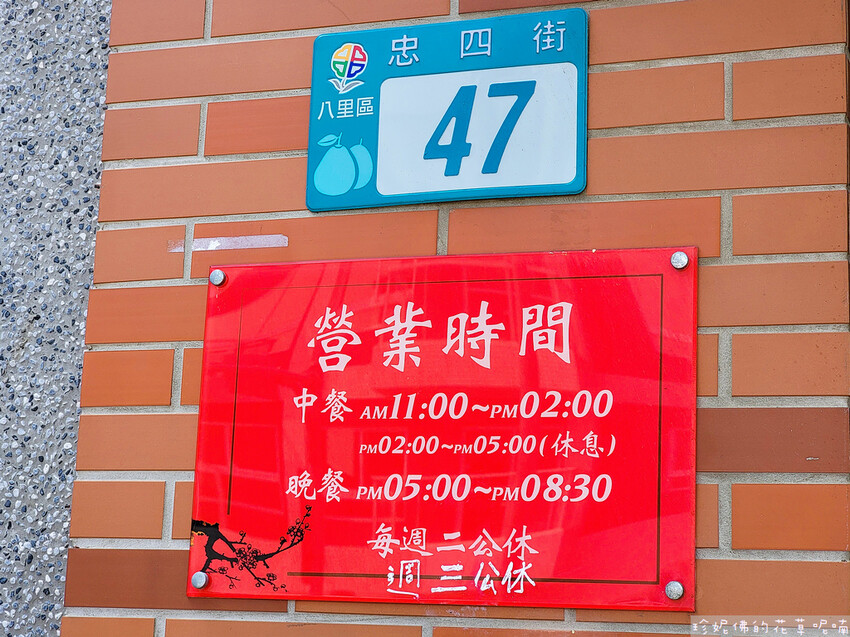 忠四街
八里區
47
營業時間
中餐 AM11:00~PM02:00
PM02:00~PM05:00(休息)
晚餐 PM05:00~PM08:30
每週二公休
週三公休
珍妮佛的花草呢喃